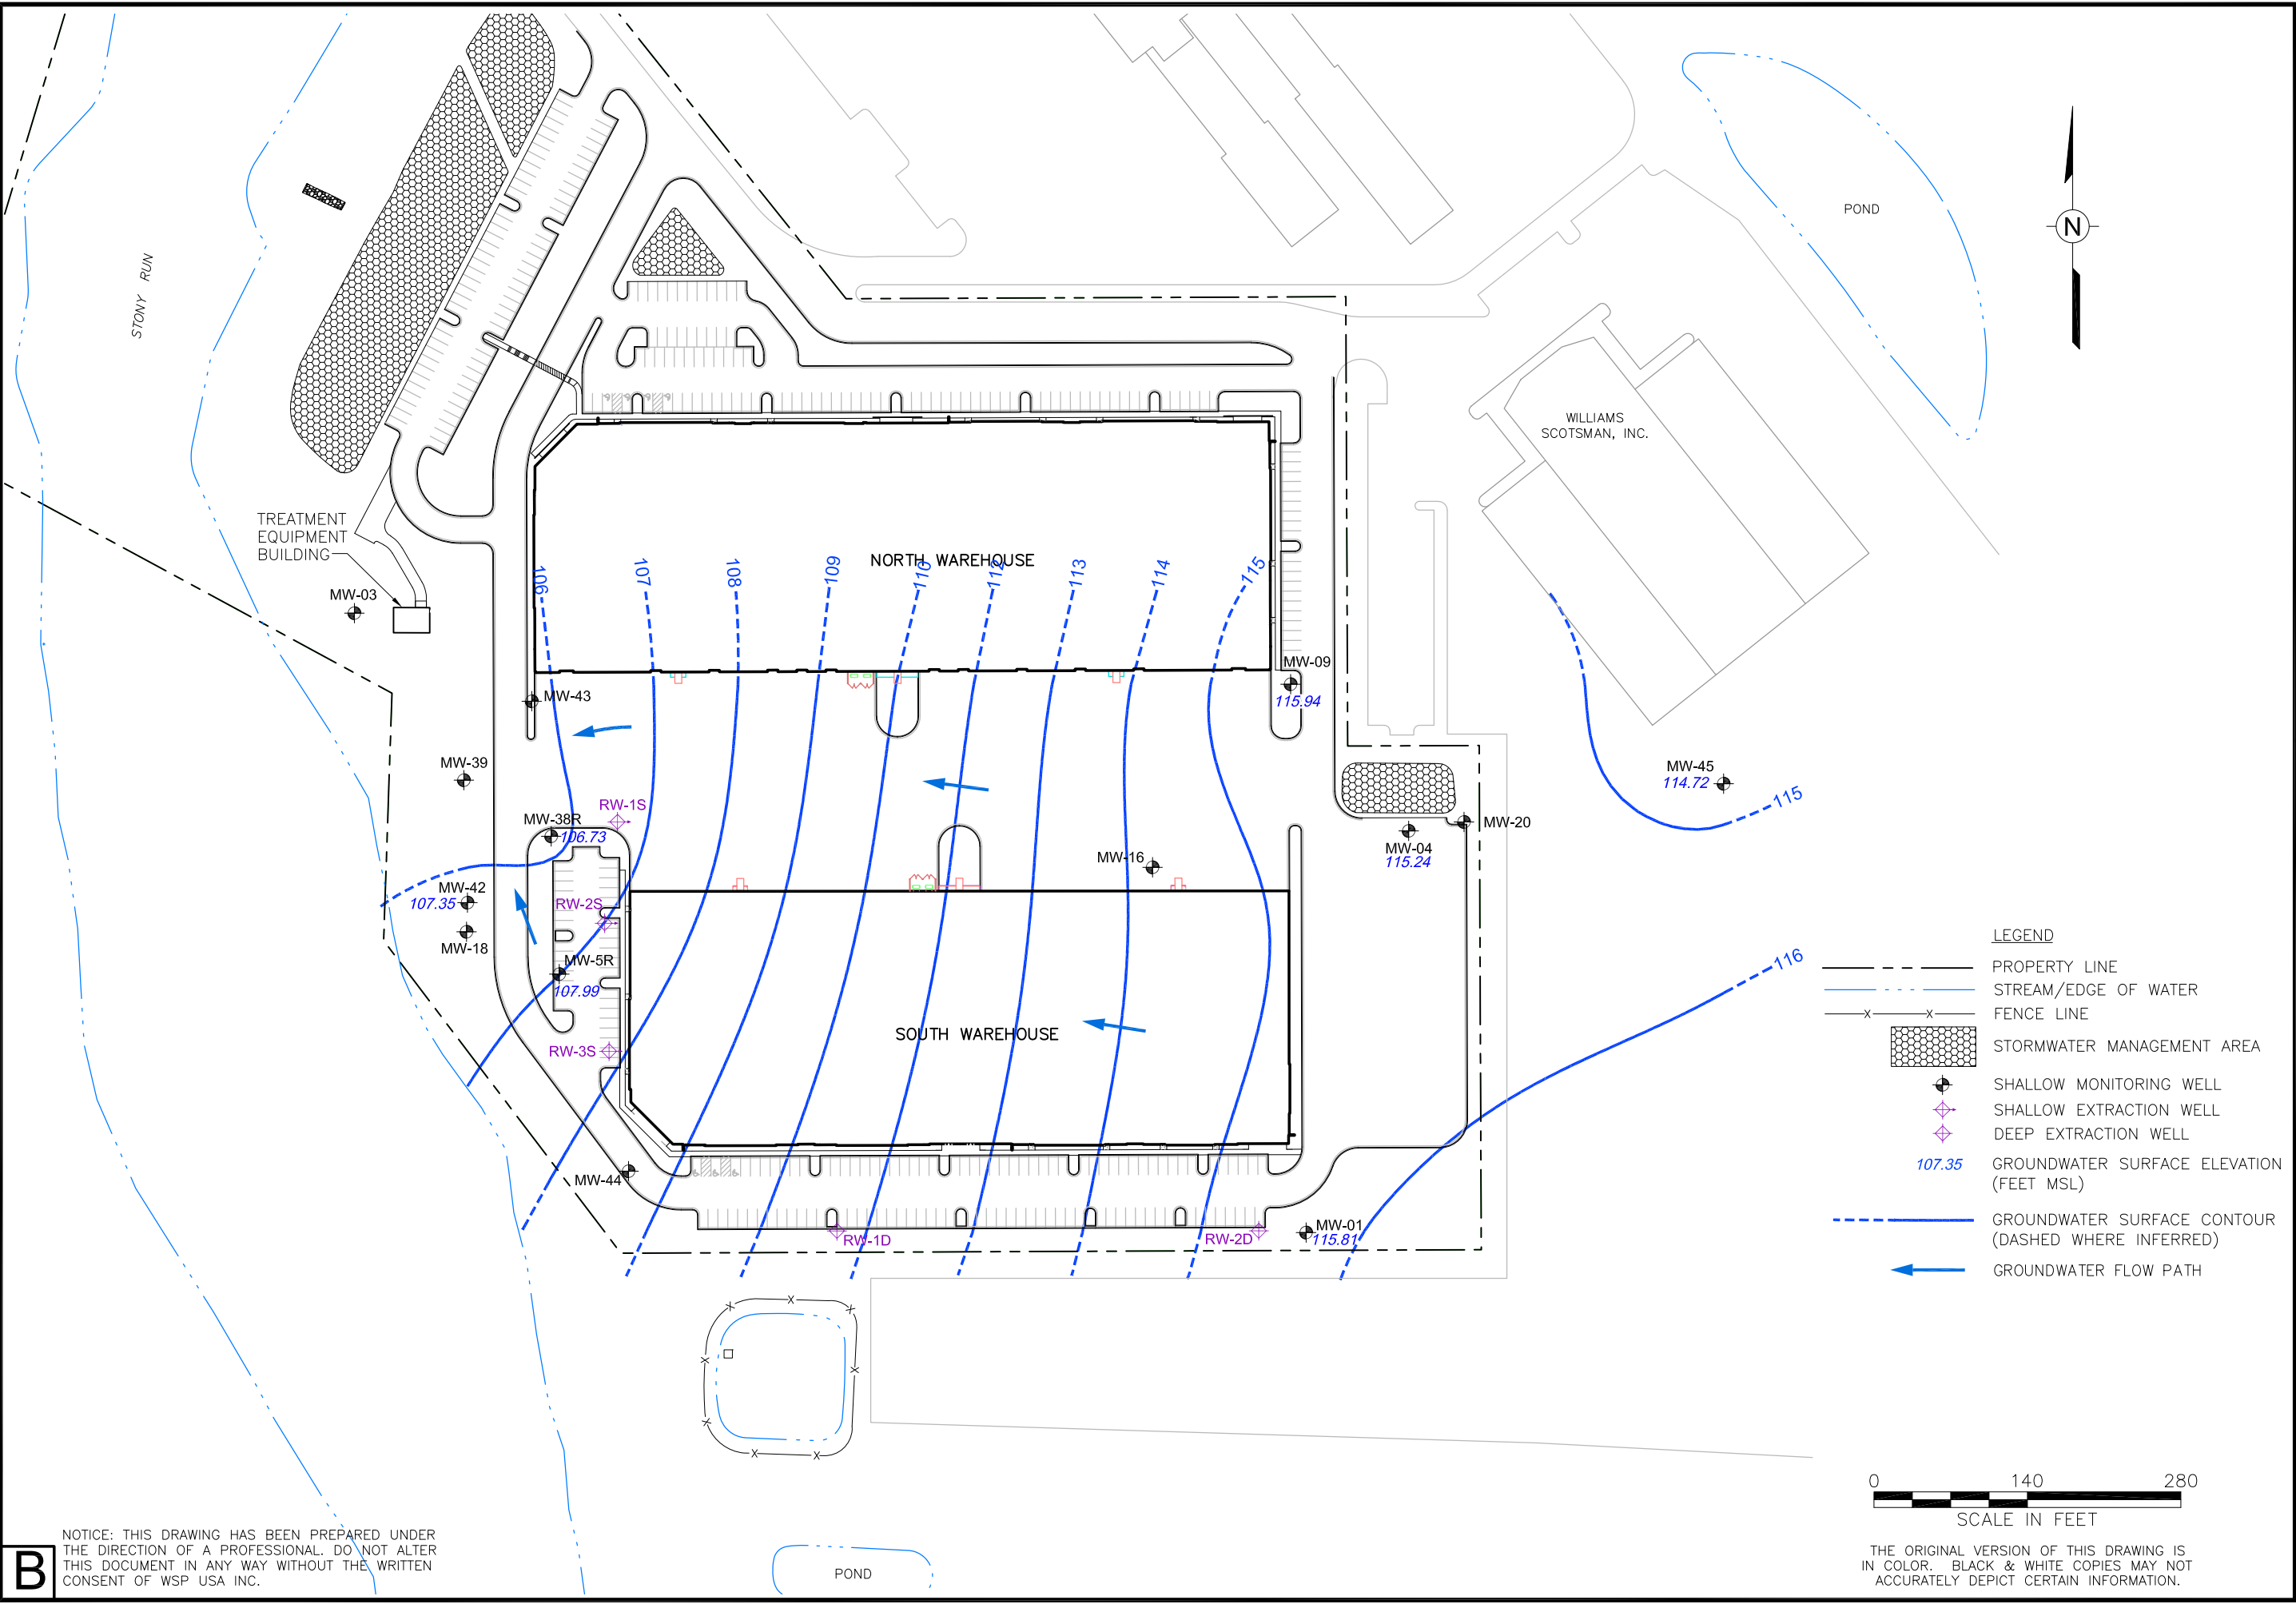 POND
N
STONY RUN
WILLIAMS
SCOTSMAN, INC.
TREATMENT
EQUIPMENT
BUILDING
NORTH WAREHOUSE
106
107
108
109
110
112
113
114
115
MW-03
MW-09
115.94
MW-43
MW-39
MW-45
114.72
115
RW-1S
MW-38R
106.73
MW-20
MW-04
115.24
MW-16
MW-42
107.35
RW-2S
MW-18
MW-5R
107.99
116
SOUTH WAREHOUSE
RW-3S
MW-44
RW-1D
RW-2D
MW-01
115.81
LEGEND
PROPERTY LINE
STREAM/EDGE OF WATER
X X
FENCE LINE
STORMWATER MANAGEMENT AREA
SHALLOW MONITORING WELL
SHALLOW EXTRACTION WELL
DEEP EXTRACTION WELL
107.35
GROUNDWATER SURFACE ELEVATION
(FEET MSL)
GROUNDWATER SURFACE CONTOUR
(DASHED WHERE INFERRED)
GROUNDWATER FLOW PATH
0 140 280
SCALE IN FEET
THE ORIGINAL VERSION OF THIS DRAWING IS
IN COLOR. BLACK & WHITE COPIES MAY NOT
ACCURATELY DEPICT CERTAIN INFORMATION.
POND
NOTICE: THIS DRAWING HAS BEEN PREPARED UNDER
THE DIRECTION OF A PROFESSIONAL. DO NOT ALTER
THIS DOCUMENT IN ANY WAY WITHOUT THE WRITTEN
CONSENT OF WSP USA INC.
B